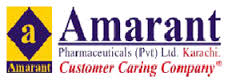 a
Amarant
Amarant
Pharmaceuticals (Pvt) Ltd. Karachi.
Customer Caring Company®